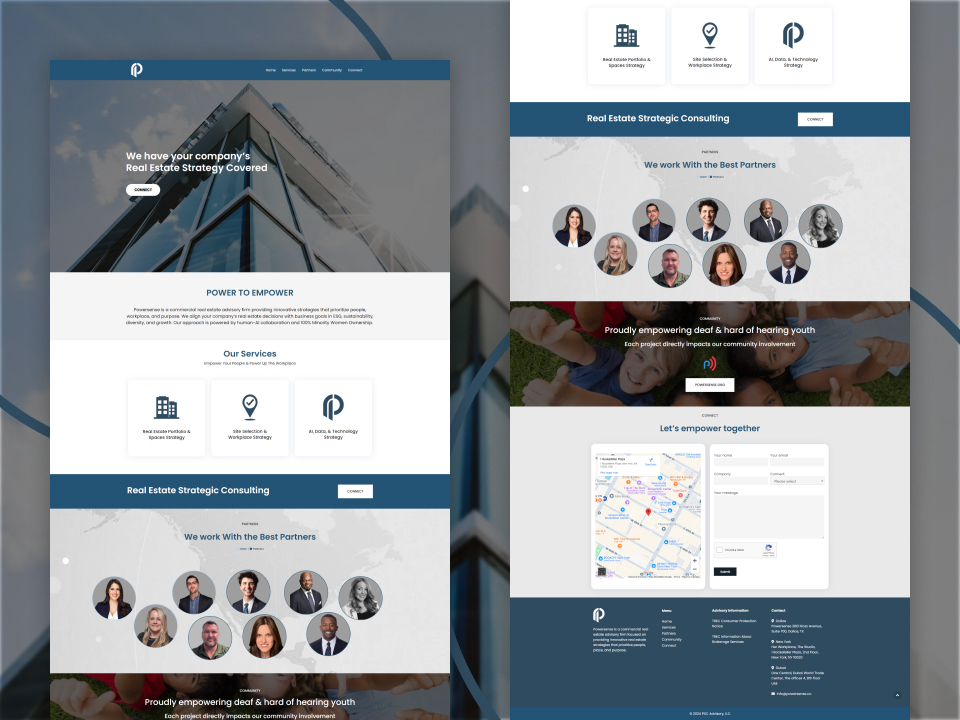 Home Services Partners Community Connect
We have your company's
Real Estate Strategy Covered
CONNECT
POWER TO EMPOWER
Powersense is a commercial real estate advisory firm providing innovative strategies that prioritize people,
workplace, and purpose. We align your company's real estate decisions with business goals in ESG, sustainability,
diversity, and growth. Our approach is powered by human-AI collaboration and 100% Minority Women Ownership.
Our Services
Empower Your People & Power Up The Workplace
Real Estate Portfolio &
Spaces Strategy
Site Selection &
Workplace Strategy
AI, Data, & Technology
Strategy
Real Estate Strategic Consulting
CONNECT
PARTNERS
We work With the Best Partners
COMMUNITY
Proudly empowering deaf & hard of hearing youth
Each project directly impacts our community involvement
Real Estate Portfolio &
Spaces Strategy
Site Selection &
Workplace Strategy
AI, Data, & Technology
Strategy
Real Estate Strategic Consulting
CONNECT
PARTNERS
We work With the Best Partners
COMMUNITY
Proudly empowering deaf & hard of hearing youth
Each project directly impacts our community involvement
POWERSENSE.ORG
CONNECT
Let's empower together
1 Rockefeller Plaza
Your name
Your email
Company
Connect
Please select
Your message
I'm not a robot
Submit
Powersense is a commercial real
estate advisory firm focused on
providing innovative real estate
strategies that prioritize people,
place, and purpose.
Menu
Home
Services
Partners
Community
Connect
Advisory Information
TREC Consumer Protection
Notice
TREC Information About
Brokerage Services
Contact
Dallas
Suite 700, Dallas, TX
New York
Her Workplace, The Studio,
1 Rockefeller Plaza, 2nd Floor,
New York, NY 10020
Dubai
One Central, Dubai World Trade
Center, The Offices 4, 9th floor
UAE
info@powersense.co
© 2024 PSC Advisory LLC